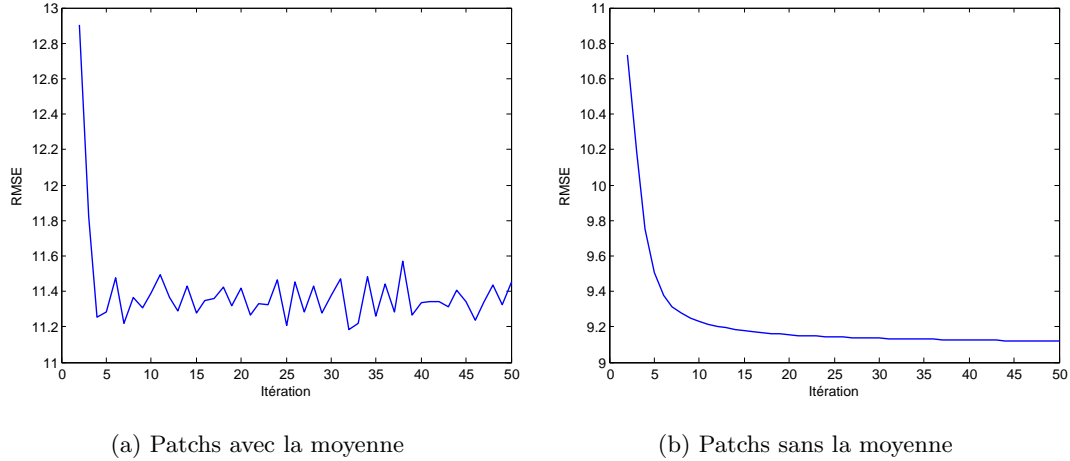 13
12.8
12.6
12.4
12.2
12
11.8
11.6
11.4
11.2
11
RMSE
0 5 10 15 20 25 30 35 40 45 50
Itération
(a) Patchs avec la moyenne
11
10.8
10.6
10.4
10.2
10
9.8
9.6
9.4
9.2
9
RMSE
0 5 10 15 20 25 30 35 40 45 50
Itération
(b) Patchs sans la moyenne